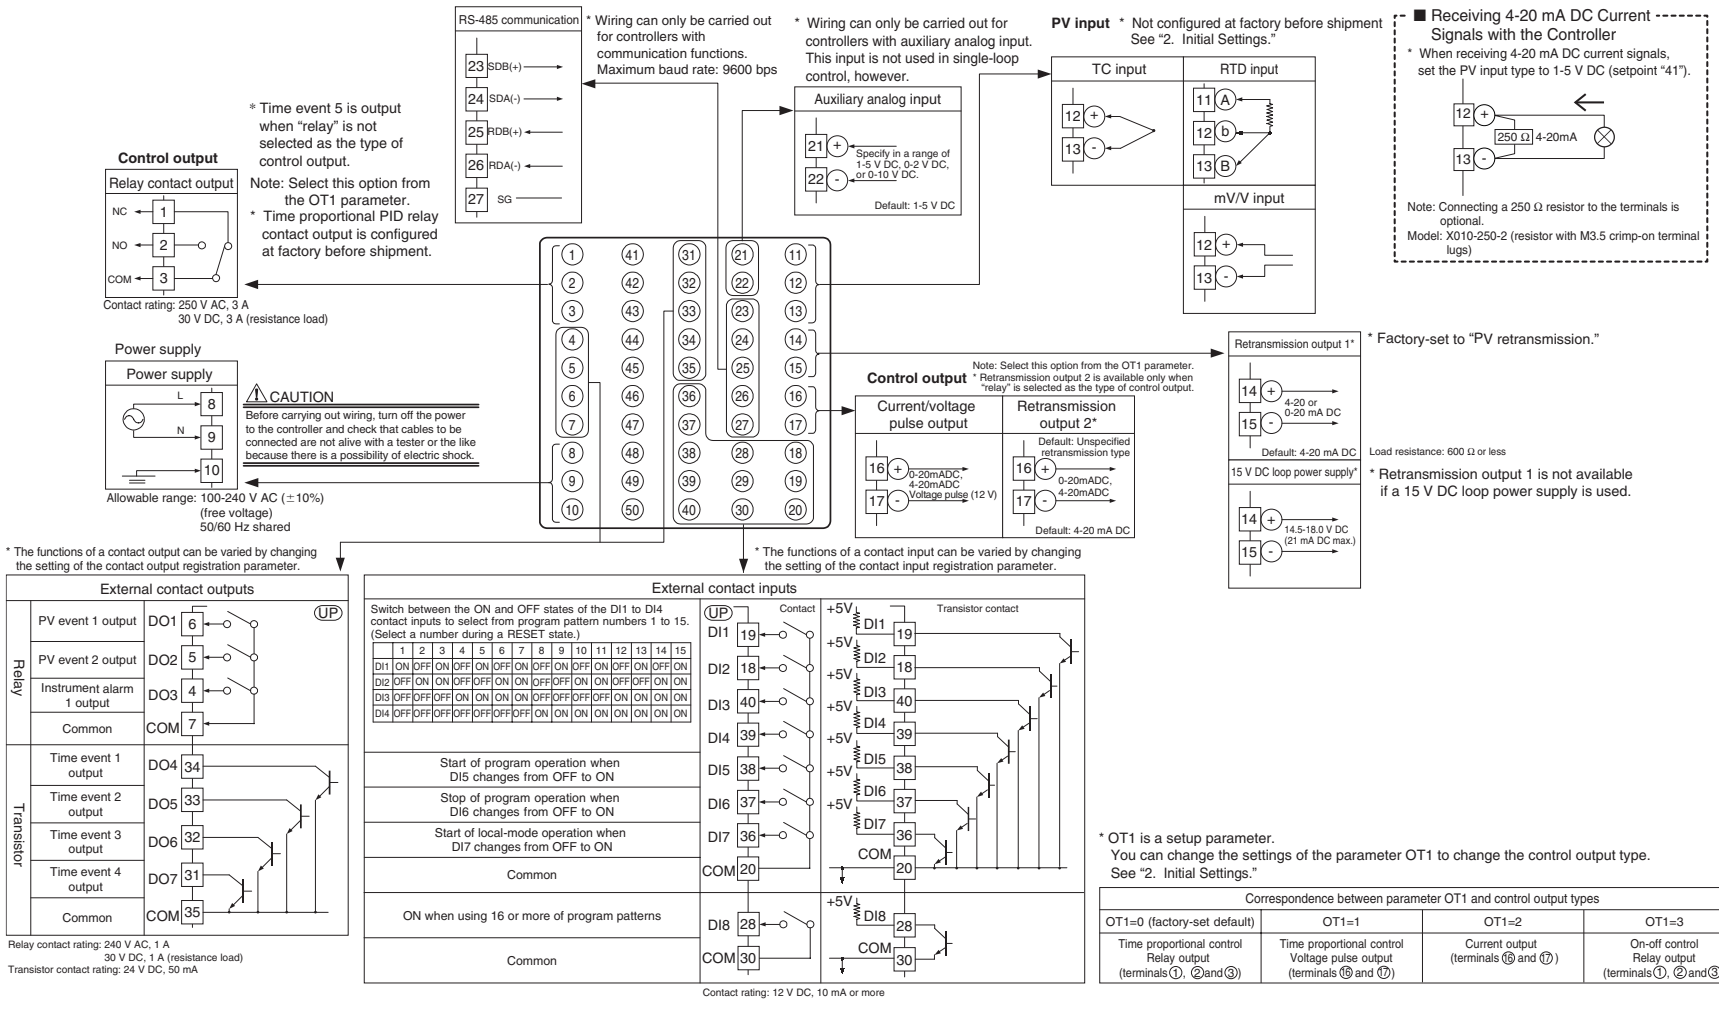 RS-485 communication
23 SDB(+)
24 SDA(-)
25 RDB(+)
26 RDA(-)
27 SG
* Wiring can only be carried out
for controllers with
communication functions.
Maximum baud rate: 9600 bps
* Wiring can only be carried out for
controllers with auxiliary analog input.
This input is not used in single-loop
control, however.
Auxiliary analog input
21 +
Specify in a range of
1-5 V DC, 0-2 V DC,
or 0-10 V DC.
22 -
Default: 1-5 V DC
PV input * Not configured at factory before shipment
See “2. Initial Settings.”
TC input
12 +
13 -
RTD input
11 A
12 b
13 B
mV/V input
12 +
13 -
■ Receiving 4-20 mA DC Current
Signals with the Controller
* When receiving 4-20 mA DC current signals,
set the PV input type to 1-5 V DC (setpoint “41”).
12 +
250 Ω 4-20mA
13 -
Note: Connecting a 250 Ω resistor to the terminals is
optional.
Model: X010-250-2 (resistor with M3.5 crimp-on terminal
lugs)
* Time event 5 is output
when “relay” is not
selected as the type of
control output.
Note: Select this option from
the OT1 parameter.
* Time proportional PID relay
contact output is configured
at factory before shipment.
Control output
Relay contact output
NC 1
NO 2
COM 3
Contact rating: 250 V AC, 3 A
30 V DC, 3 A (resistance load)
Power supply
Power supply
L 8
N 9
10
CAUTION
Before carrying out wiring, turn off the power
to the controller and check that cables to be
connected are not alive with a tester or the like
because there is a possibility of electric shock.
Allowable range: 100-240 V AC (±10%)
(free voltage)
50/60 Hz shared
1 41 31 21 11
2 42 32 22 12
3 43 33 23 13
4 44 34 24 14
5 45 35 25 15
6 46 36 26 16
7 47 37 27 17
8 48 38 28 18
9 49 39 29 19
10 50 40 30 20
Note: Select this option from the OT1 parameter.
Control output * Retransmission output 2 is available only when
“relay” is selected as the type of control output.
Current/voltage
pulse output
16 +
0-20mADC,
4-20mADC
Voltage pulse (12 V)
17 -
Retransmission
output 2*
Default: Unspecified
retransmission type
16 +
0-20mADC,
4-20mADC
17 -
Default: 4-20 mA DC
Retransmission output 1*
14 +
4-20 or
0-20 mA DC
15 -
Default: 4-20 mA DC
* Factory-set to “PV retransmission.”
Load resistance: 600 Ω or less
15 V DC loop power supply*
14 +
14.5-18.0 V DC
(21 mA DC max.)
15 -
* Retransmission output 1 is not available
if a 15 V DC loop power supply is used.
* The functions of a contact output can be varied by changing
the setting of the contact output registration parameter.
External contact outputs
UP
Relay
PV event 1 output DO1 6
PV event 2 output DO2 5
Instrument alarm
1 output DO3 4
Common COM 7
Transistor
Time event 1
output DO4 34
Time event 2
output DO5 33
Time event 3
output DO6 32
Time event 4
output DO7 31
Common COM 35
Relay contact rating: 240 V AC, 1 A
30 V DC, 1 A (resistance load)
Transistor contact rating: 24 V DC, 50 mA
* The functions of a contact input can be varied by changing
the setting of the contact input registration parameter.
External contact inputs
Switch between the ON and OFF states of the DI1 to DI4
contact inputs to select from program pattern numbers 1 to 15.
(Select a number during a RESET state.)
1 2 3 4 5 6 7 8 9 10 11 12 13 14 15
DI1 ON OFF ON OFF ON OFF ON OFF ON OFF ON OFF ON OFF ON
DI2 OFF ON ON OFF OFF ON ON OFF OFF ON ON OFF OFF ON ON
DI3 OFF OFF OFF ON ON ON ON OFF OFF OFF OFF ON ON ON ON
DI4 OFF OFF OFF OFF OFF OFF OFF ON ON ON ON ON ON ON ON
Start of program operation when
DI5 changes from OFF to ON
Stop of program operation when
DI6 changes from OFF to ON
Start of local-mode operation when
DI7 changes from OFF to ON
Common
ON when using 16 or more of program patterns
Common
UP Contact
DI1 19
DI2 18
DI3 40
DI4 39
DI5 38
DI6 37
DI7 36
COM 20
DI8 28
COM 30
Transistor contact
+5V DI1 19
+5V DI2 18
+5V DI3 40
+5V DI4 39
+5V DI5 38
+5V DI6 37
+5V DI7 36
COM 20
+5V DI8 28
COM 30
Contact rating: 12 V DC, 10 mA or more
* OT1 is a setup parameter.
You can change the settings of the parameter OT1 to change the control output type.
See “2. Initial Settings.”
Correspondence between parameter OT1 and control output types
OT1=0 (factory-set default) OT1=1 OT1=2 OT1=3
Time proportional control
Relay output
(terminals ①, ② and ③)
Time proportional control
Voltage pulse output
(terminals ⑯ and ⑰)
Current output
(terminals ⑯ and ⑰)
On-off control
Relay output
(terminals ①, ② and ③